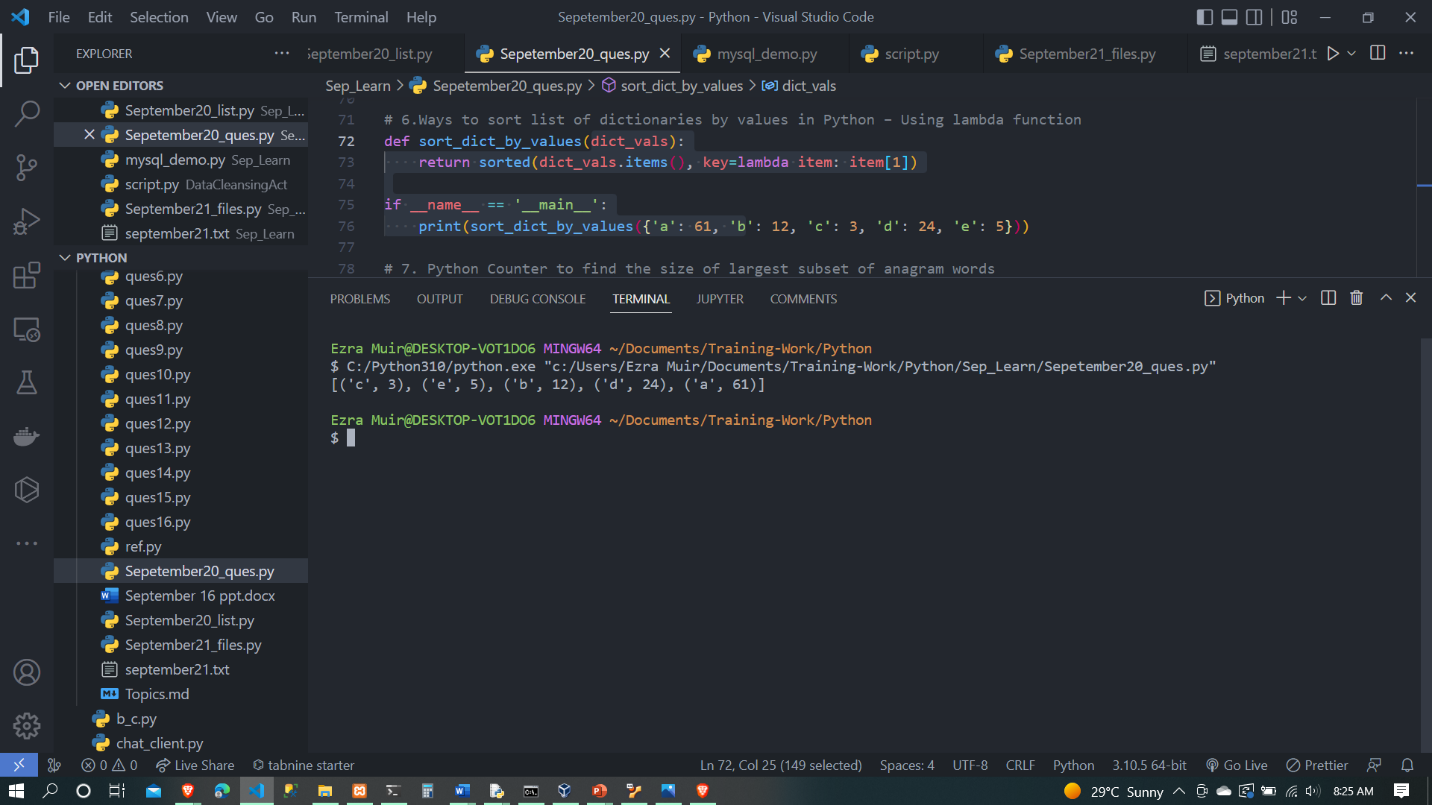 File Edit Selection View Go Run Terminal Help Sepetember20_ques.py - Python - Visual Studio Code
EXPLORER
September20_list.py Sepetember20_ques.py mysql_demo.py script.py September21_files.py september21.t
OPEN EDITORS
September20_list.py Sep_L...
Sepetember20_ques.py Se...
mysql_demo.py Sep_Learn
script.py DataCleansingAct
September21_files.py Sep_...
september21.txt Sep_Learn
PYTHON
ques6.py
ques7.py
ques8.py
ques9.py
ques10.py
ques11.py
ques12.py
ques13.py
ques14.py
ques15.py
ques16.py
ref.py
Sepetember20_ques.py
September 16 ppt.docx
September20_list.py
September21_files.py
september21.txt
Topics.md
b_c.py
chat_client.py
Sep_Learn > Sepetember20_ques.py > sort_dict_by_values > dict_vals
70
71 # 6.Ways to sort list of dictionaries by values in Python – Using lambda function
72 def sort_dict_by_values(dict_vals):
73 ····return sorted(dict_vals.items(), key=lambda item: item[1])
74
75 if __name__ == '__main__':
76 ····print(sort_dict_by_values({'a': 61, 'b': 12, 'c': 3, 'd': 24, 'e': 5}))
77
78 # 7. Python Counter to find the size of largest subset of anagram words
PROBLEMS OUTPUT DEBUG CONSOLE TERMINAL JUPYTER COMMENTS Python
Ezra Muir@DESKTOP-VOT1DO6 MINGW64 ~/Documents/Training-Work/Python
$ C:/Python310/python.exe "c:/Users/Ezra Muir/Documents/Training-Work/Python/Sep_Learn/Sepetember20_ques.py"
[('c', 3), ('e', 5), ('b', 12), ('d', 24), ('a', 61)]
Ezra Muir@DESKTOP-VOT1DO6 MINGW64 ~/Documents/Training-Work/Python
$
0 0 Live Share tabnine starter Ln 72, Col 25 (149 selected) Spaces: 4 UTF-8 CRLF Python 3.10.5 64-bit Go Live Prettier
29°C Sunny 8:25 AM